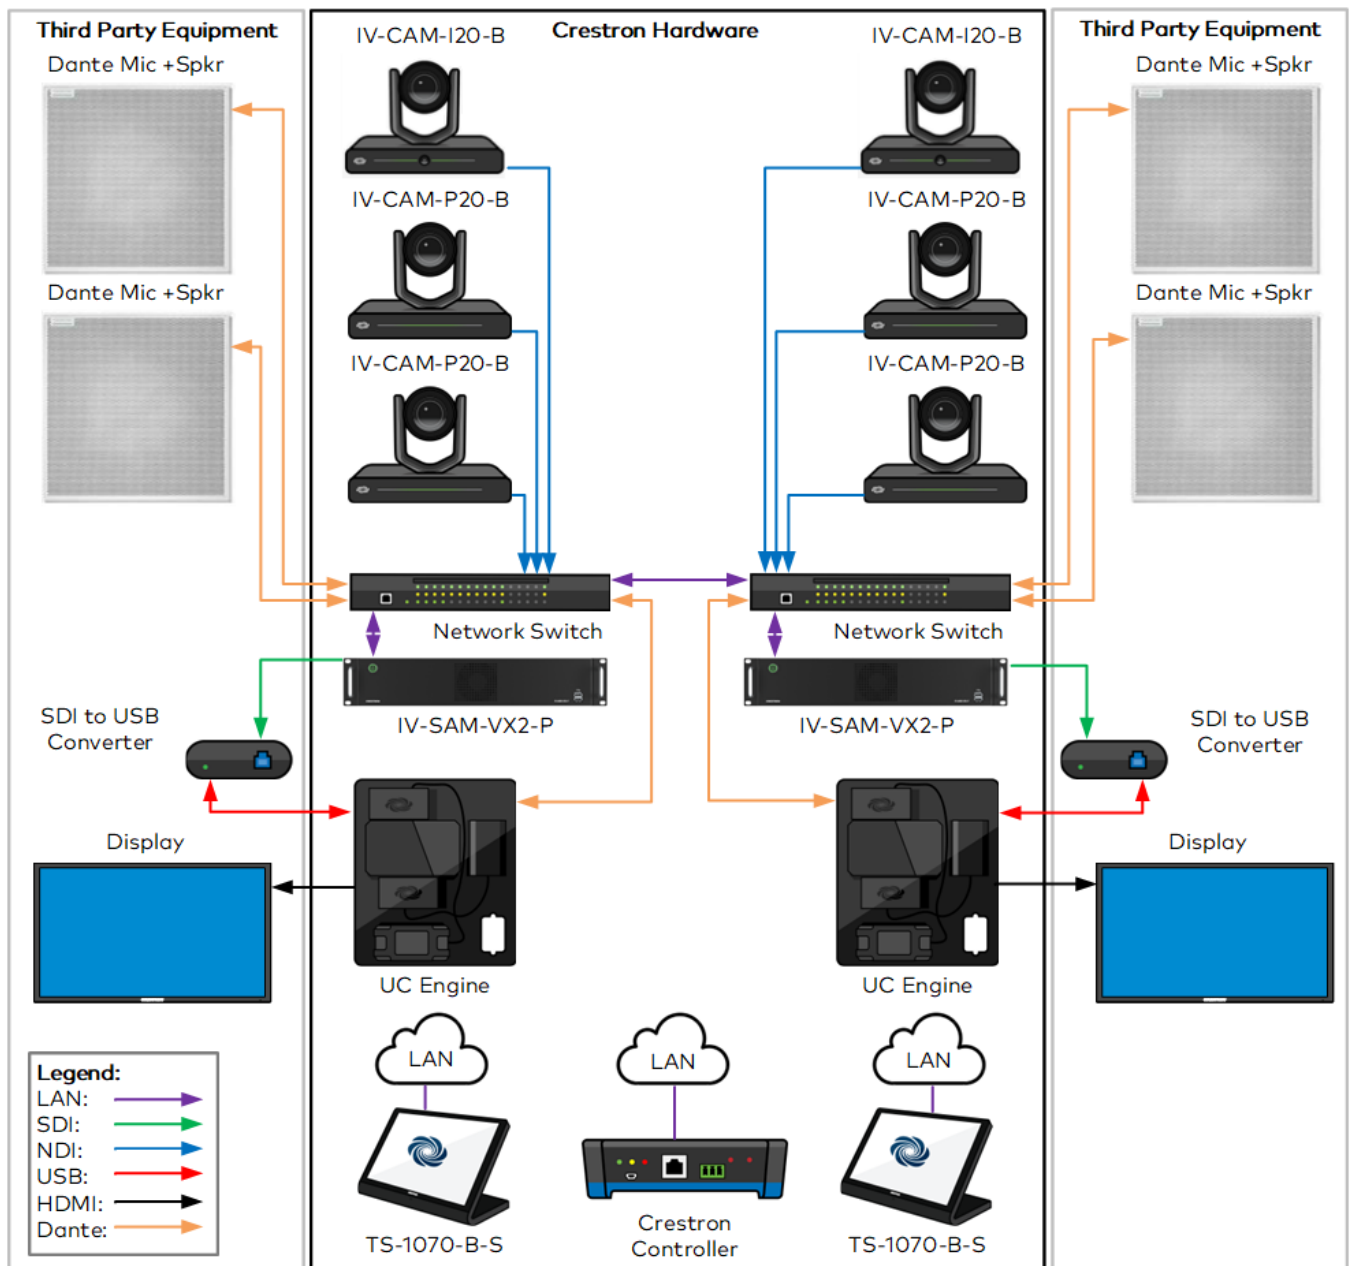 Third Party Equipment
Crestron Hardware
Third Party Equipment
Dante Mic +Spkr
IV-CAM-I20-B
IV-CAM-I20-B
Dante Mic +Spkr
IV-CAM-P20-B
IV-CAM-P20-B
Dante Mic +Spkr
Dante Mic +Spkr
IV-CAM-P20-B
IV-CAM-P20-B
Network Switch
Network Switch
SDI to USB
Converter
IV-SAM-VX2-P
IV-SAM-VX2-P
SDI to USB
Converter
Display
Display
UC Engine
UC Engine
LAN
LAN
LAN
Legend:
LAN:
SDI:
NDI:
USB:
HDMI:
Dante:
TS-1070-B-S
Crestron
Controller
TS-1070-B-S